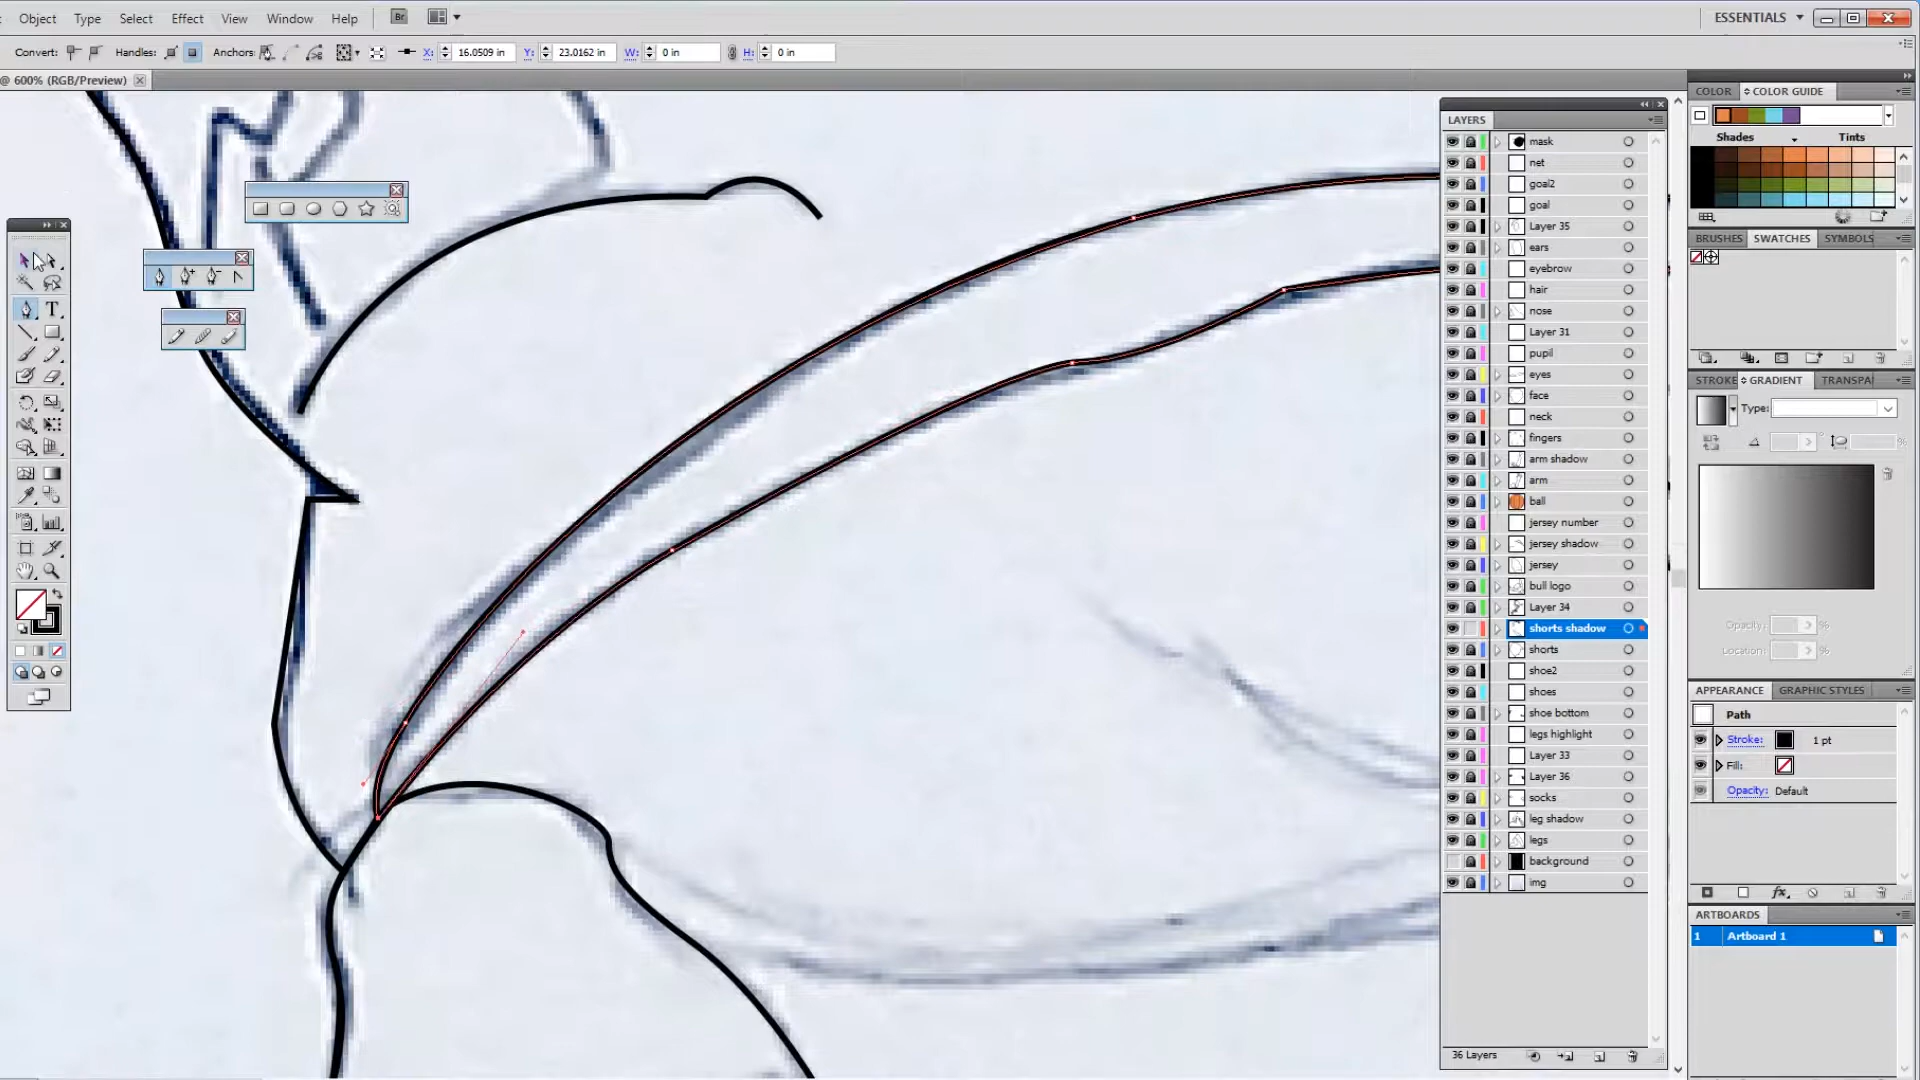 Object Type Select Effect View Window Help Br ESSENTIALS
Convert: Handles: Anchors: X: 16.0509 in Y: 23.0162 in W: 0 in H: 0 in
@ 600% (RGB/Preview)
LAYERS
mask
net
goal2
goal
Layer 35
ears
eyebrow
hair
nose
Layer 31
pupil
eyes
face
neck
fingers
arm shadow
arm
ball
jersey number
jersey shadow
jersey
bull logo
Layer 34
shorts shadow
shorts
shoe2
shoes
shoe bottom
legs highlight
Layer 33
Layer 36
socks
leg shadow
legs
background
img
36 Layers
COLOR COLOR GUIDE
Shades Tints
BRUSHES SWATCHES SYMBOLS
STROKE GRADIENT TRANSPA
Type:
%
Opacity: %
Location: %
APPEARANCE GRAPHIC STYLES
Path
Stroke: 1 pt
Fill:
Opacity: Default
ARTBOARDS
1 Artboard 1